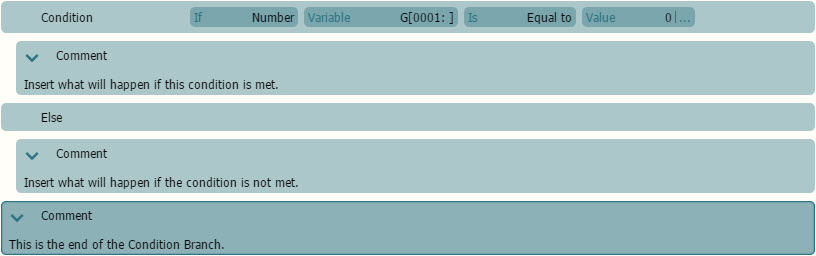 Condition If Number Variable G[0001: ] Is Equal to Value 0|...
Comment
Insert what will happen if this condition is met.
Else
Comment
Insert what will happen if the condition is not met.
Comment
This is the end of the Condition Branch.